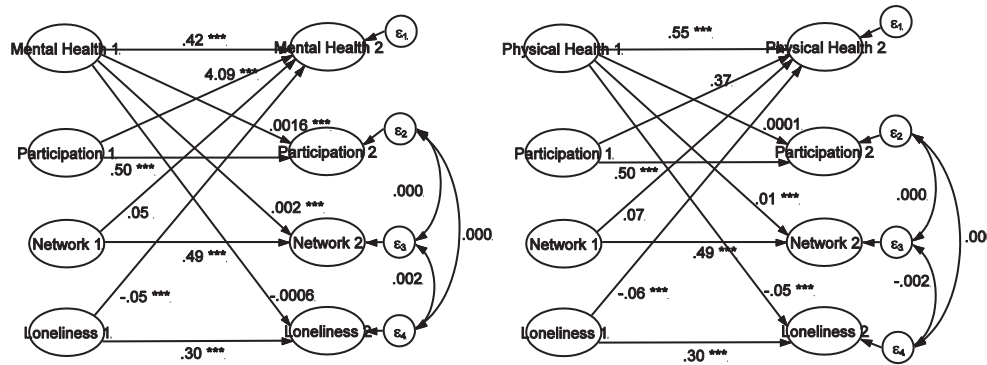 Mental Health 1
.42 ***
Mental Health 2
ε1
4.09 ***
.0016 ***
ε2
Participation 1
Participation 2
.50 ***
.000
.05
.002 ***
Network 1
Network 2
ε3
.000
.49 ***
.002
-.05 ***
-.0006
Loneliness 1
Loneliness 2
ε4
.30 ***
Physical Health 1
.55 ***
Physical Health 2
ε1
.37
.0001
ε2
Participation 1
Participation 2
.50 ***
.01 ***
.000
.07
Network 1
Network 2
ε3
.00
.49 ***
-.002
-.06 ***
-.05 ***
Loneliness 1
Loneliness 2
ε4
.30 ***